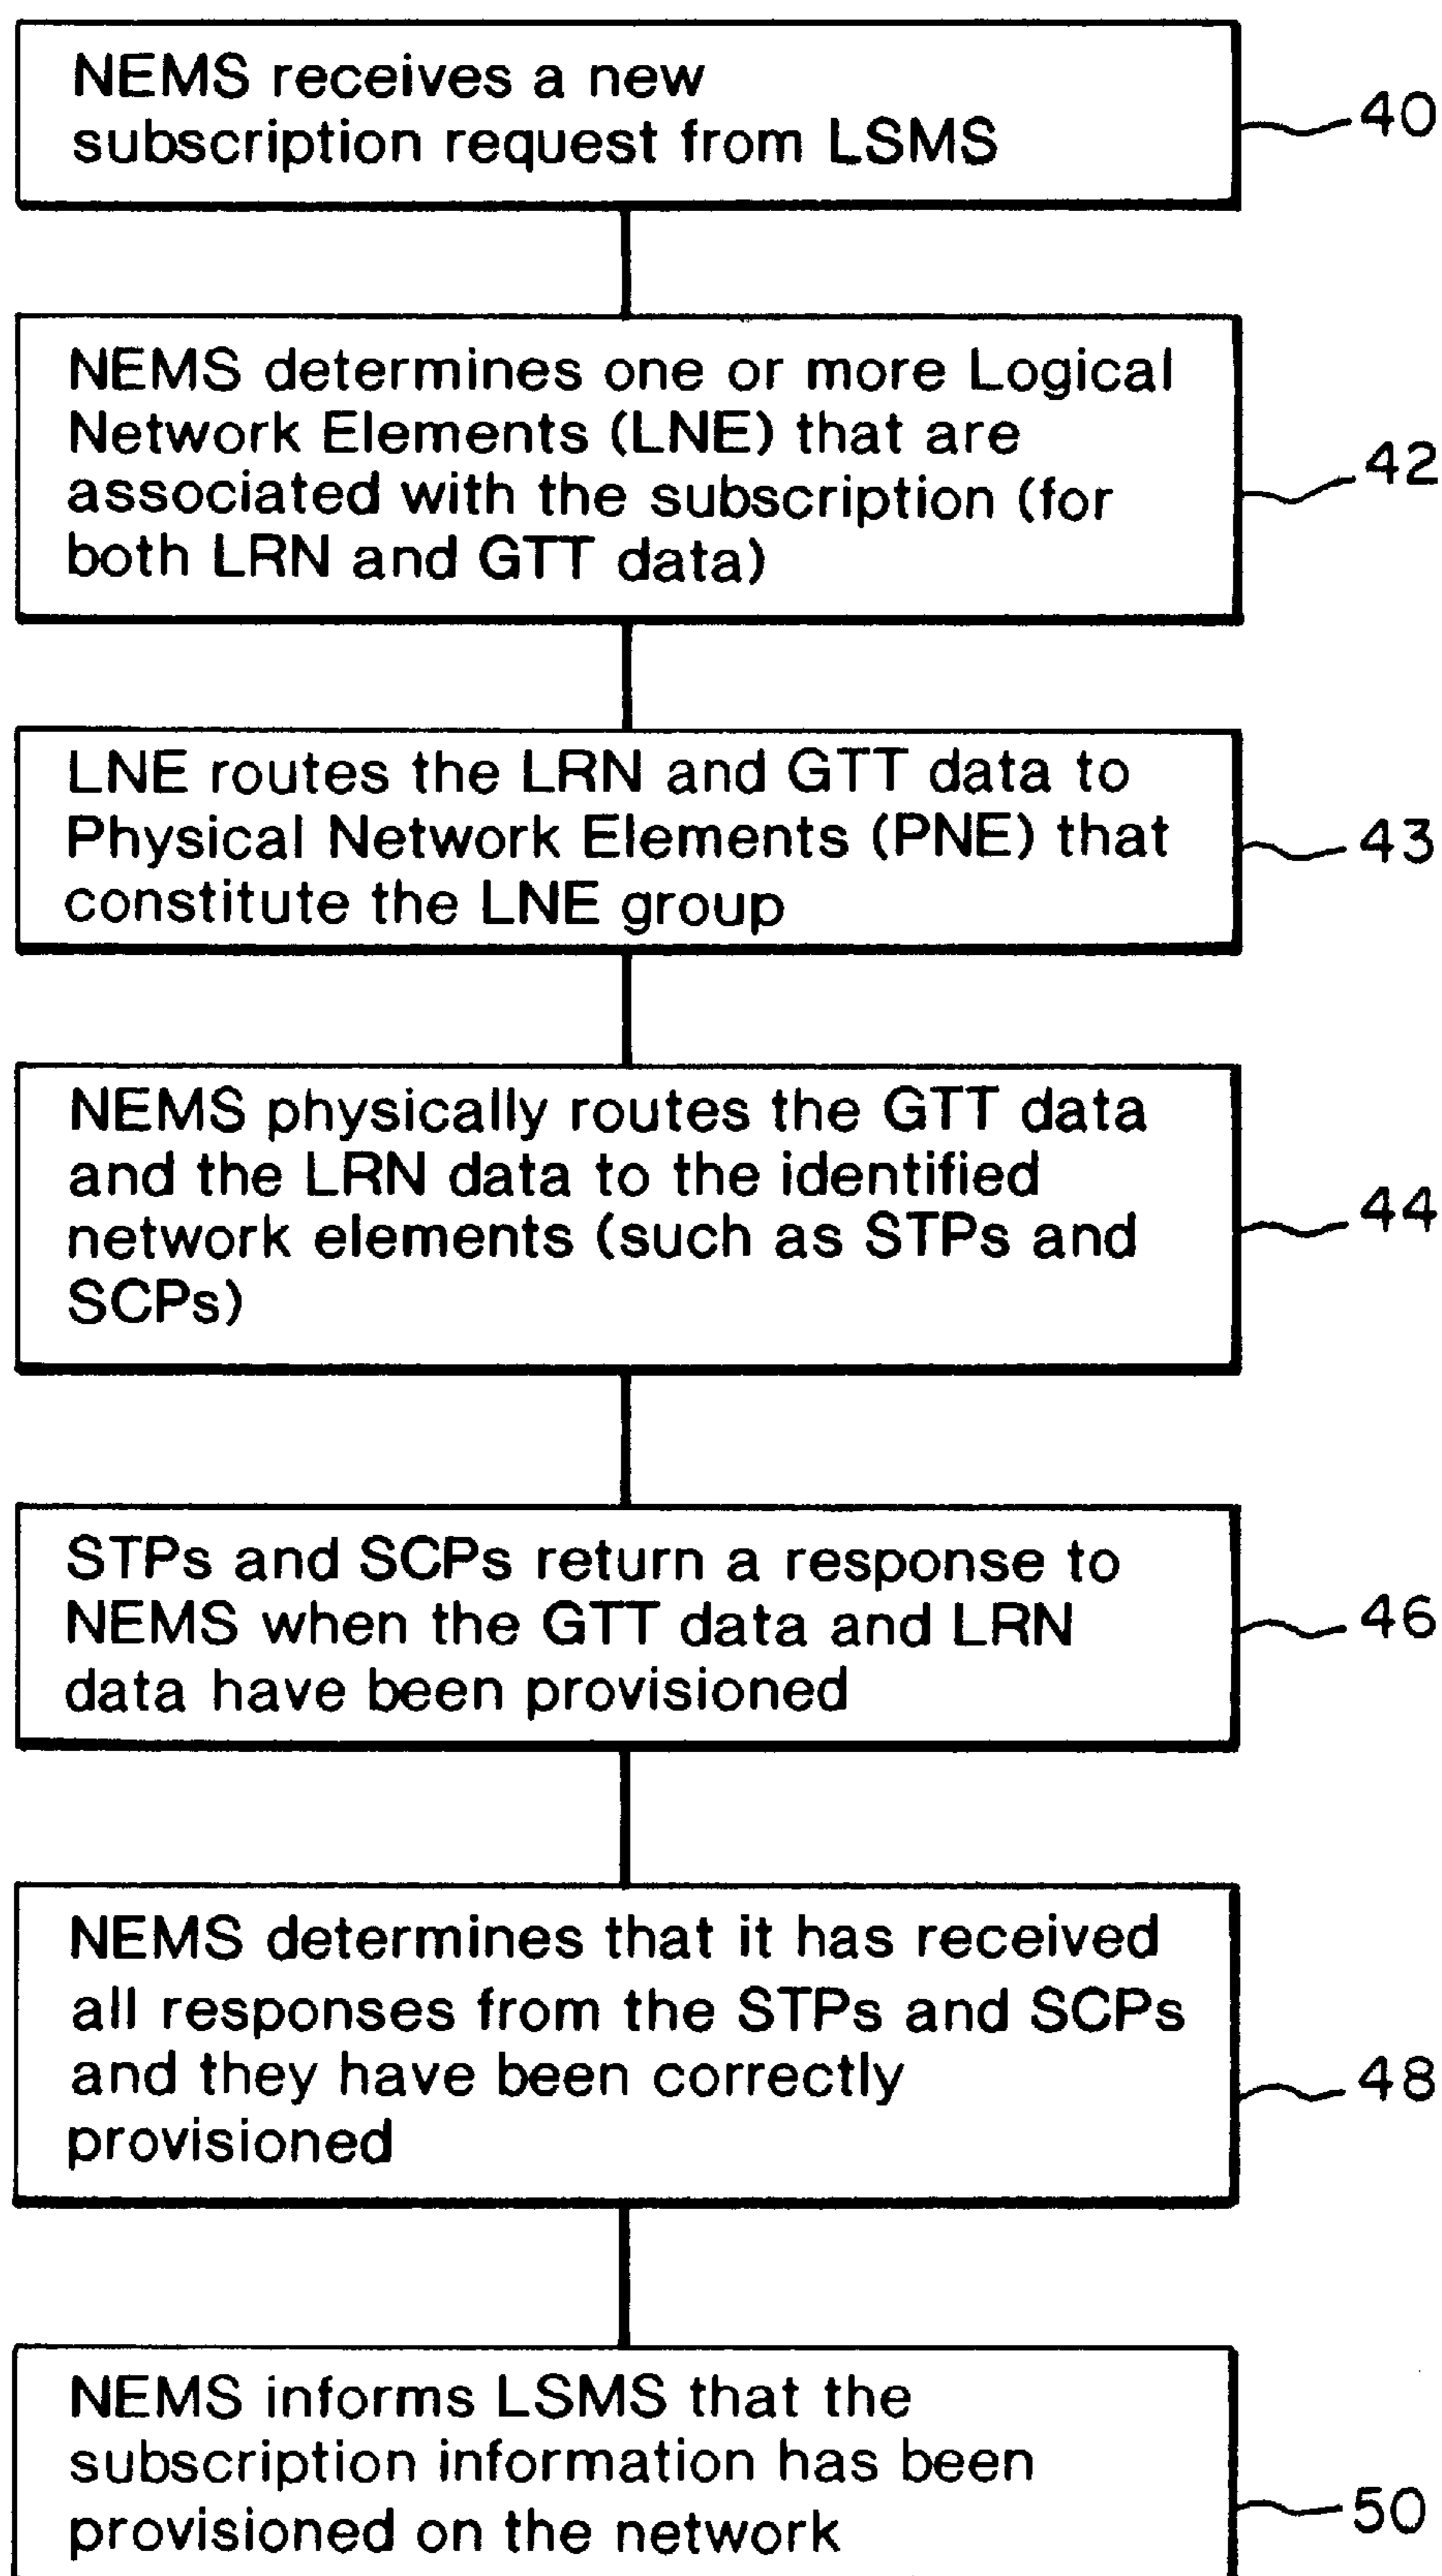 NEMS receives a new
subscription request from LSMS
40
NEMS determines one or more Logical
Network Elements (LNE) that are
associated with the subscription (for
both LRN and GTT data)
42
LNE routes the LRN and GTT data to
Physical Network Elements (PNE) that
constitute the LNE group
43
NEMS physically routes the GTT data
and the LRN data to the identified
network elements (such as STPs and
SCPs)
44
STPs and SCPs return a response to
NEMS when the GTT data and LRN
data have been provisioned
46
NEMS determines that it has received
all responses from the STPs and SCPs
and they have been correctly
provisioned
48
NEMS informs LSMS that the
subscription information has been
provisioned on the network
50